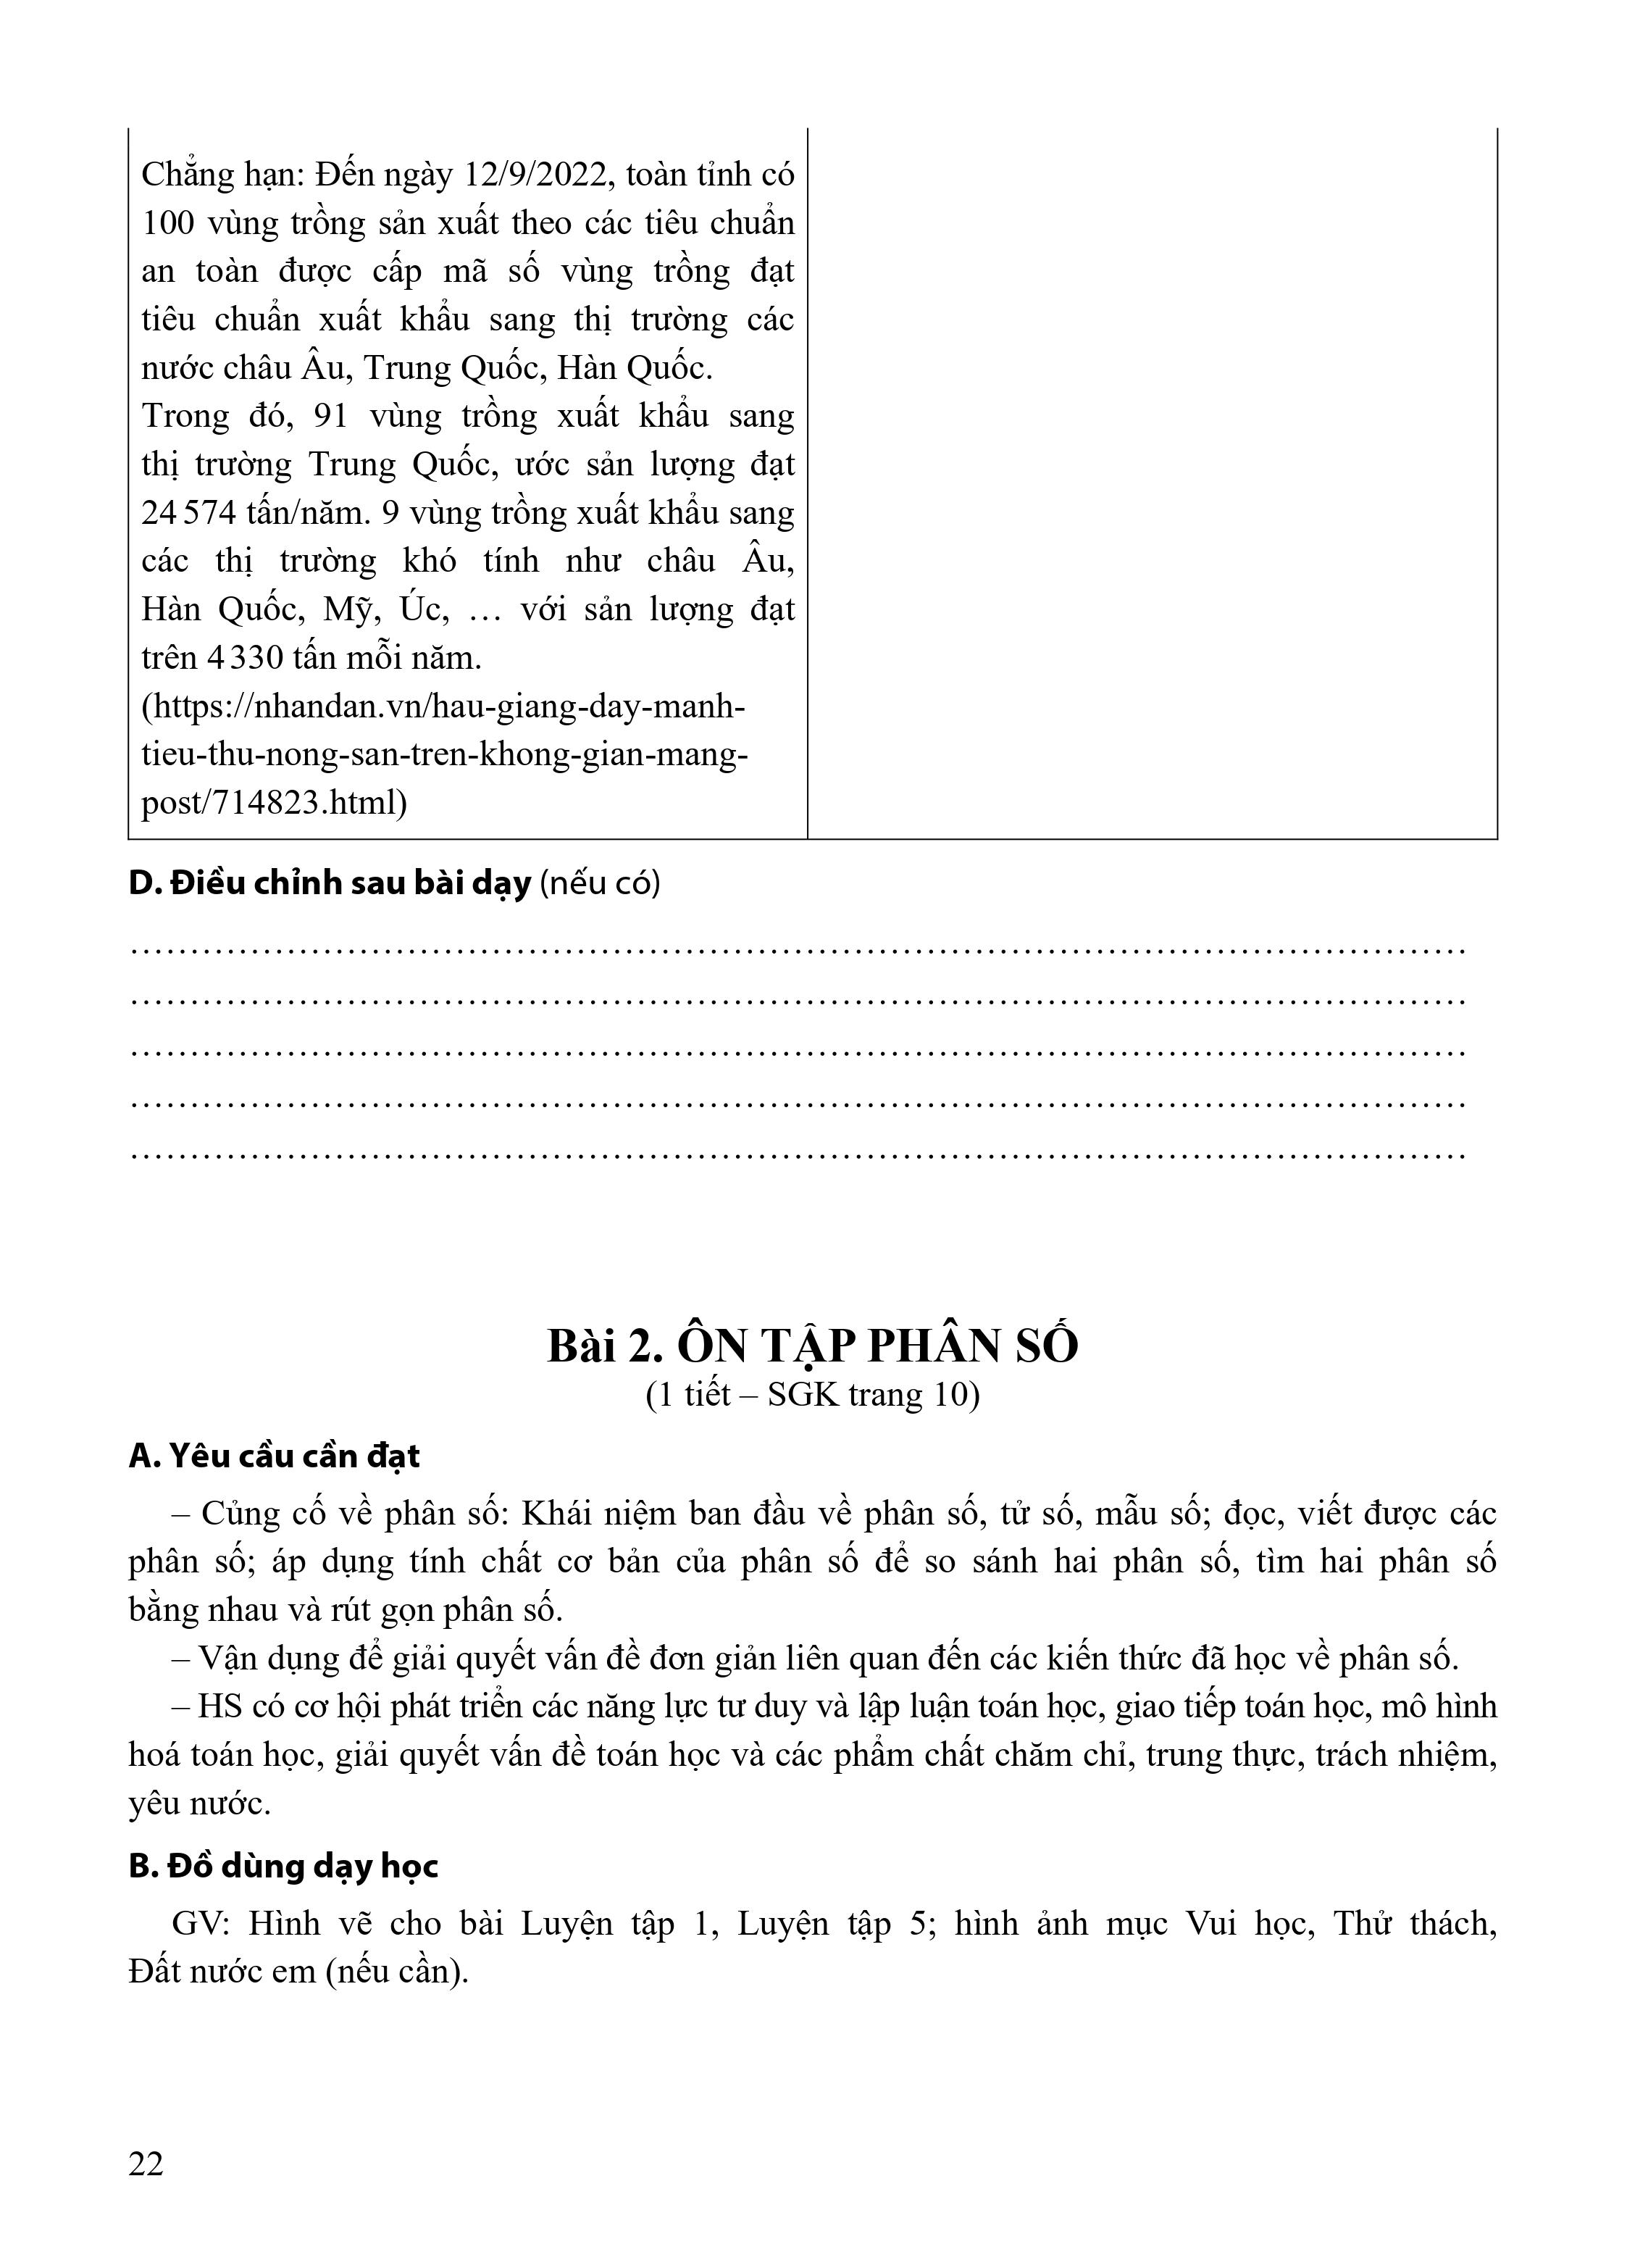 Chẳng hạn: Đến ngày 12/9/2022, toàn tỉnh có
100 vùng trồng sản xuất theo các tiêu chuẩn
an toàn được cấp mã số vùng trồng đạt
tiêu chuẩn xuất khẩu sang thị trường các
nước châu Âu, Trung Quốc, Hàn Quốc.
Trong đó, 91 vùng trồng xuất khẩu sang
thị trường Trung Quốc, ước sản lượng đạt
24 574 tấn/năm. 9 vùng trồng xuất khẩu sang
các thị trường khó tính như châu Âu,
Hàn Quốc, Mỹ, Úc, … với sản lượng đạt
trên 4 330 tấn mỗi năm.
(https://nhandan.vn/hau-giang-day-manh-
tieu-thu-nong-san-tren-khong-gian-mang-
post/714823.html)
D. Điều chỉnh sau bài dạy (nếu có)
……………………………………………………………………………………………………
……………………………………………………………………………………………………
……………………………………………………………………………………………………
……………………………………………………………………………………………………
……………………………………………………………………………………………………
Bài 2. ÔN TẬP PHÂN SỐ
(1 tiết – SGK trang 10)
A. Yêu cầu cần đạt
– Củng cố về phân số: Khái niệm ban đầu về phân số, tử số, mẫu số; đọc, viết được các
phân số; áp dụng tính chất cơ bản của phân số để so sánh hai phân số, tìm hai phân số
bằng nhau và rút gọn phân số.
– Vận dụng để giải quyết vấn đề đơn giản liên quan đến các kiến thức đã học về phân số.
– HS có cơ hội phát triển các năng lực tư duy và lập luận toán học, giao tiếp toán học, mô hình
hoá toán học, giải quyết vấn đề toán học và các phẩm chất chăm chỉ, trung thực, trách nhiệm,
yêu nước.
B. Đồ dùng dạy học
GV: Hình vẽ cho bài Luyện tập 1, Luyện tập 5; hình ảnh mục Vui học, Thử thách,
Đất nước em (nếu cần).
22